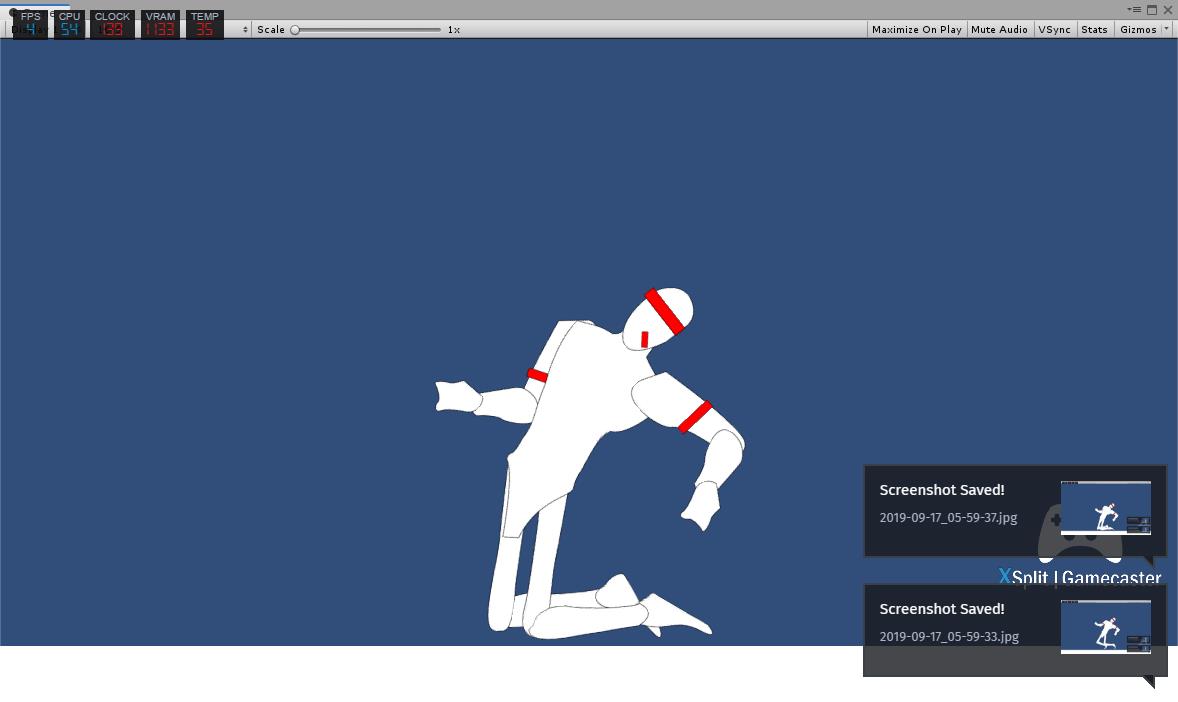 FPS CPU CLOCK VRAM TEMP
4 54 139 1133 35
Scale 1x Maximize On Play Mute Audio VSync Stats Gizmos
Screenshot Saved!
2019-09-17_05-59-37.jpg
XSplit | Gamecaster
Screenshot Saved!
2019-09-17_05-59-33.jpg